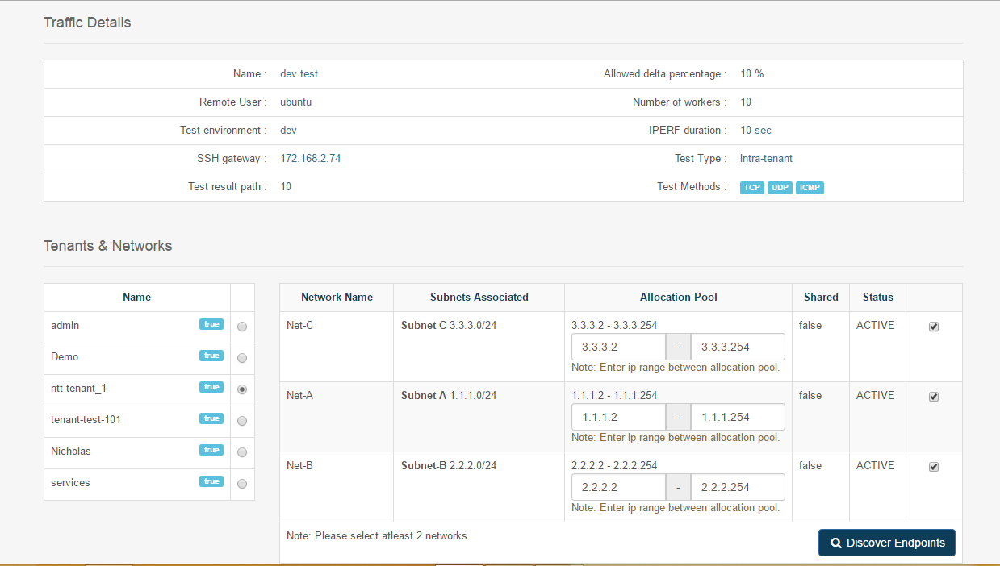 Traffic Details
Name : dev test Allowed delta percentage : 10 %
Remote User : ubuntu Number of workers : 10
Test environment : dev IPERF duration : 10 sec
SSH gateway : 172.168.2.74 Test Type : intra-tenant
Test result path : 10 Test Methods : TCP UDP ICMP
Tenants & Networks
Name
admin true
Demo true
ntt-tenant_1 true
tenant-test-101 true
Nicholas true
services true
Network Name Subnets Associated Allocation Pool Shared Status
Net-C Subnet-C 3.3.3.0/24 3.3.3.2 - 3.3.3.254 false ACTIVE
3.3.3.2 - 3.3.3.254
Note: Enter ip range between allocation pool.
Net-A Subnet-A 1.1.1.0/24 1.1.1.2 - 1.1.1.254 false ACTIVE
1.1.1.2 - 1.1.1.254
Note: Enter ip range between allocation pool.
Net-B Subnet-B 2.2.2.0/24 2.2.2.2 - 2.2.2.254 false ACTIVE
2.2.2.2 - 2.2.2.254
Note: Enter ip range between allocation pool.
Note: Please select atleast 2 networks
Discover Endpoints